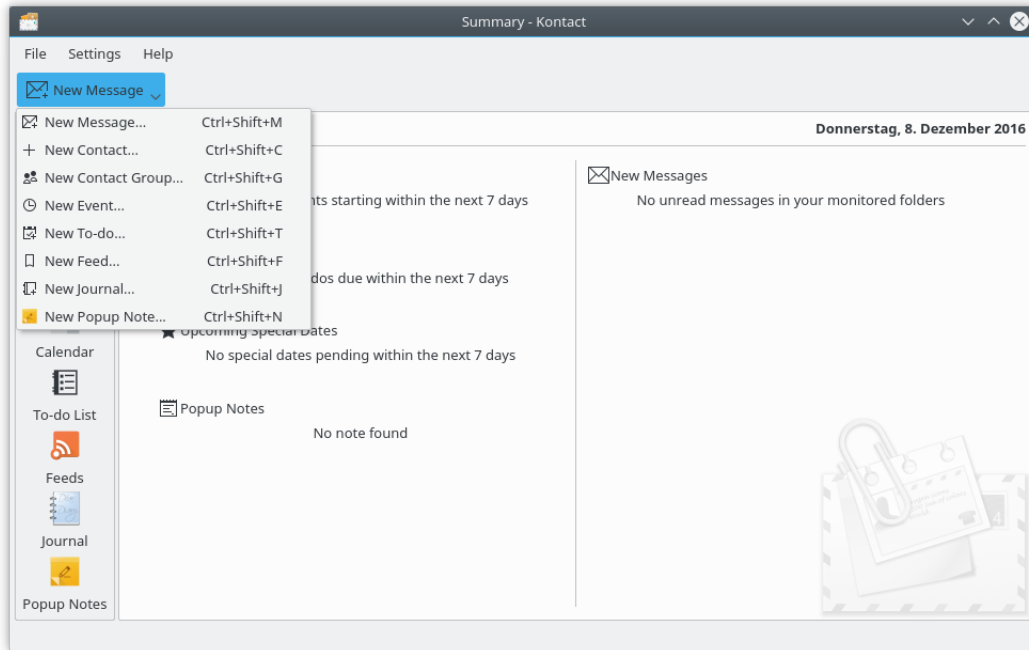 Summary - Kontact
File Settings Help
New Message
New Message... Ctrl+Shift+M
New Contact... Ctrl+Shift+C
New Contact Group... Ctrl+Shift+G
New Event... Ctrl+Shift+E
New To-do... Ctrl+Shift+T
New Feed... Ctrl+Shift+F
New Journal... Ctrl+Shift+J
New Popup Note... Ctrl+Shift+N
Calendar
To-do List
Feeds
Journal
Popup Notes
Donnerstag, 8. Dezember 2016
starting within the next 7 days
due within the next 7 days
Upcoming Special Dates
No special dates pending within the next 7 days
Popup Notes
No note found
New Messages
No unread messages in your monitored folders
4